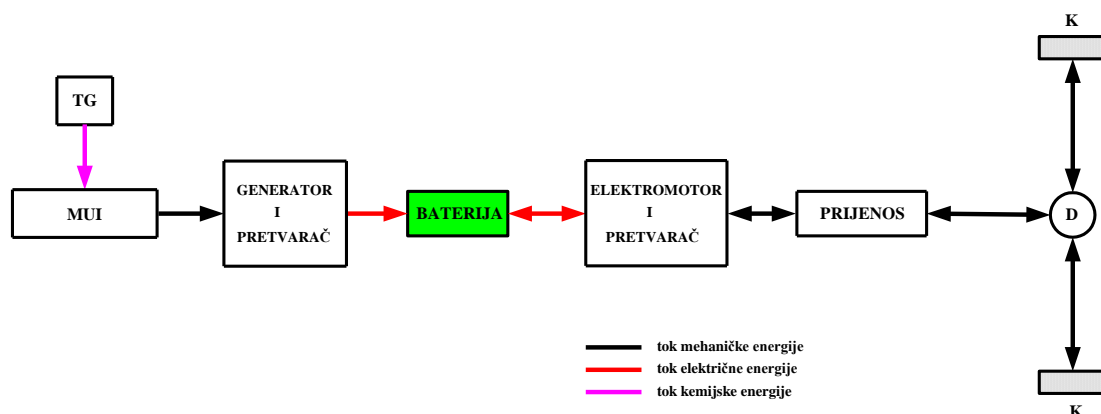 K
TG
MUI
GENERATOR
I
PRETVARAČ
BATERIJA
ELEKTROMOTOR
I
PRETVARAČ
PRIJENOS
D
tok mehaničke energije
tok električne energije
tok kemijske energije
K